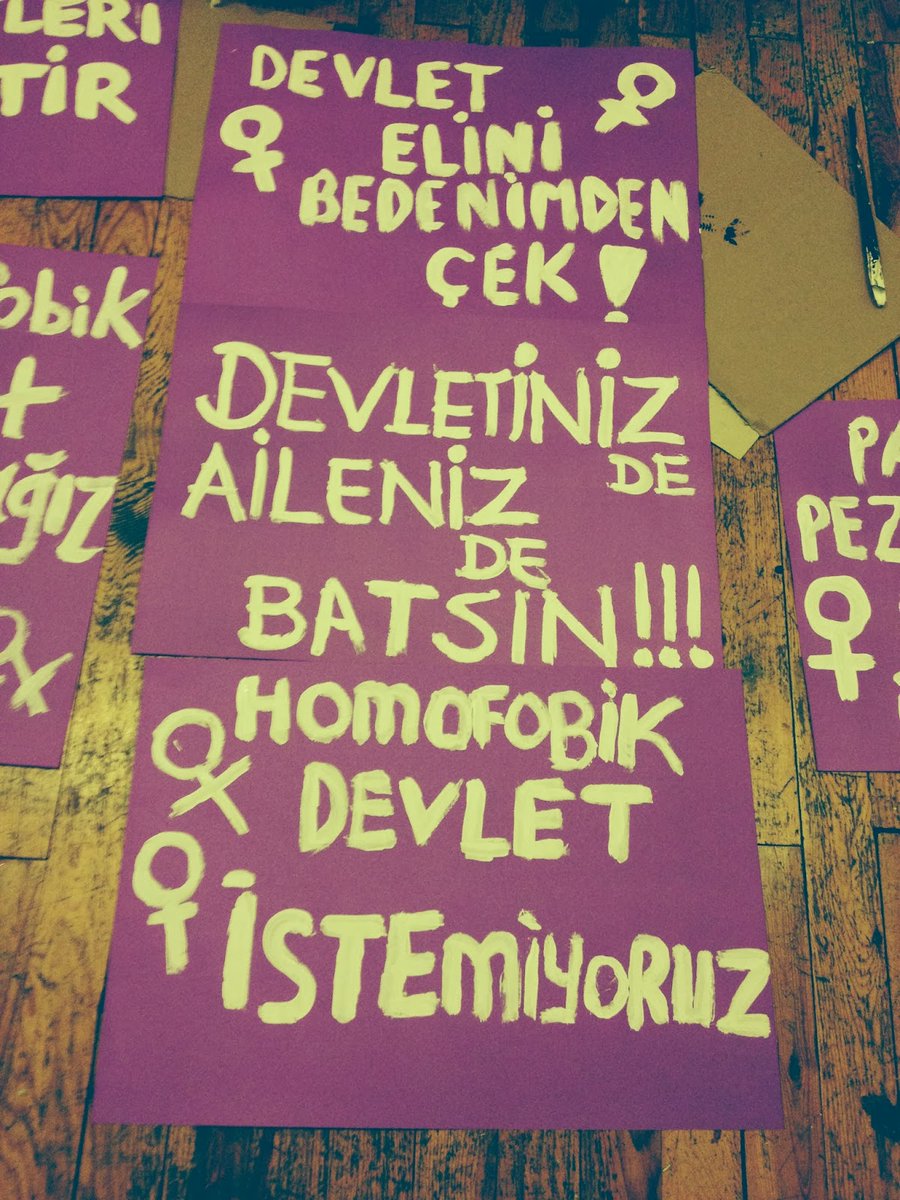 LERİ
TİR
DEVLET
ELİNİ
BEDENİMDEN
ÇEK!
obik
+
ğız
DEVLETİNİZ
DE
AİLENİZ
DE
BATSIN!!!
HOMOFOBİK
DEVLET
İSTEMİYORUZ
PA
PEZ